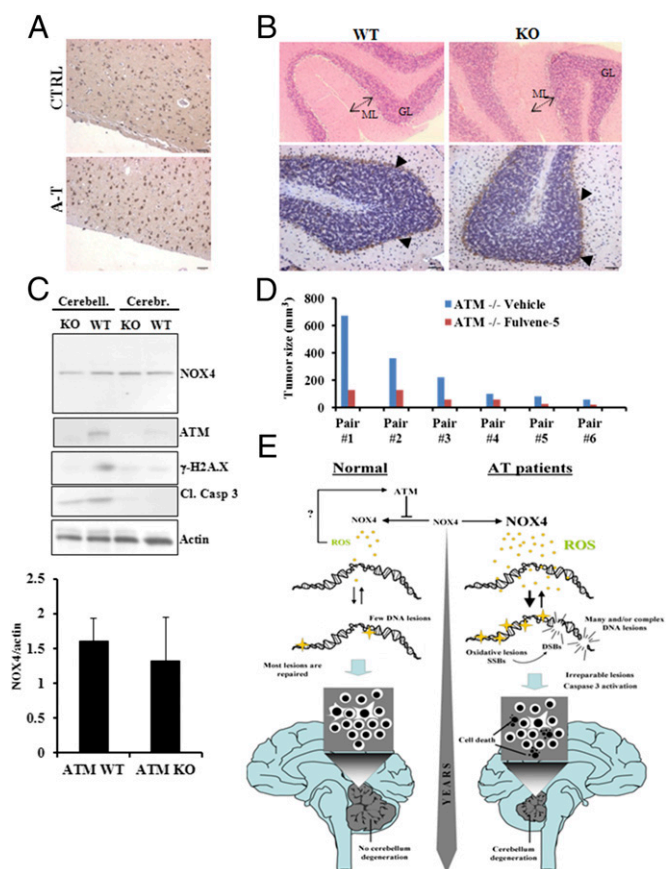 A
CTRL
A-T
B
WT
KO
ML
GL
ML
GL
C
Cerebell. Cerebr.
KO WT KO WT
NOX4
ATM
γ-H2A.X
Cl. Casp 3
Actin
NOX4/actin
2.5
2
1.5
1
0.5
0
ATM WT
ATM KO
D
Tumor size (mm³)
800
600
400
200
0
ATM -/- Vehicle
ATM -/- Fulvene-5
Pair Pair Pair Pair Pair Pair
#1 #2 #3 #4 #5 #6
E
Normal
AT patients
ATM
?
NOX4
NOX4
NOX4
ROS
ROS
Few DNA lesions
Most lesions are
repaired
Many and/or complex
DNA lesions
Oxidative lesions
SSBs
DSBs
Irreparable lesions
Caspase 3 activation
Cell death
YEARS
No cerebellum
degeneration
Cerebellum
degeneration